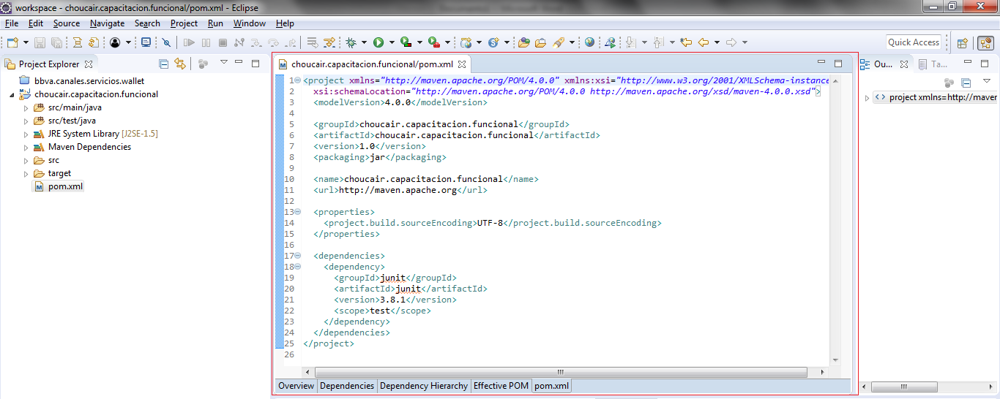 workspace - choucair.capacitacion.funcional/pom.xml - Eclipse
File Edit Source Navigate Search Project Run Window Help
Quick Access
Project Explorer
bbva.canales.servicios.wallet
choucair.capacitacion.funcional
src/main/java
src/test/java
JRE System Library [J2SE-1.5]
Maven Dependencies
src
target
pom.xml
choucair.capacitacion.funcional/pom.xml
1 <project xmlns="http://maven.apache.org/POM/4.0.0" xmlns:xsi="http://www.w3.org/2001/XMLSchema-instance
2 xsi:schemaLocation="http://maven.apache.org/POM/4.0.0 http://maven.apache.org/xsd/maven-4.0.0.xsd">
3 <modelVersion>4.0.0</modelVersion>
4
5 <groupId>choucair.capacitacion.funcional</groupId>
6 <artifactId>choucair.capacitacion.funcional</artifactId>
7 <version>1.0</version>
8 <packaging>jar</packaging>
9
10 <name>choucair.capacitacion.funcional</name>
11 <url>http://maven.apache.org</url>
12
13 <properties>
14 <project.build.sourceEncoding>UTF-8</project.build.sourceEncoding>
15 </properties>
16
17 <dependencies>
18 <dependency>
19 <groupId>junit</groupId>
20 <artifactId>junit</artifactId>
21 <version>3.8.1</version>
22 <scope>test</scope>
23 </dependency>
24 </dependencies>
25 </project>
26
Overview Dependencies Dependency Hierarchy Effective POM pom.xml
Ou... Ta...
project xmlns=http://maver